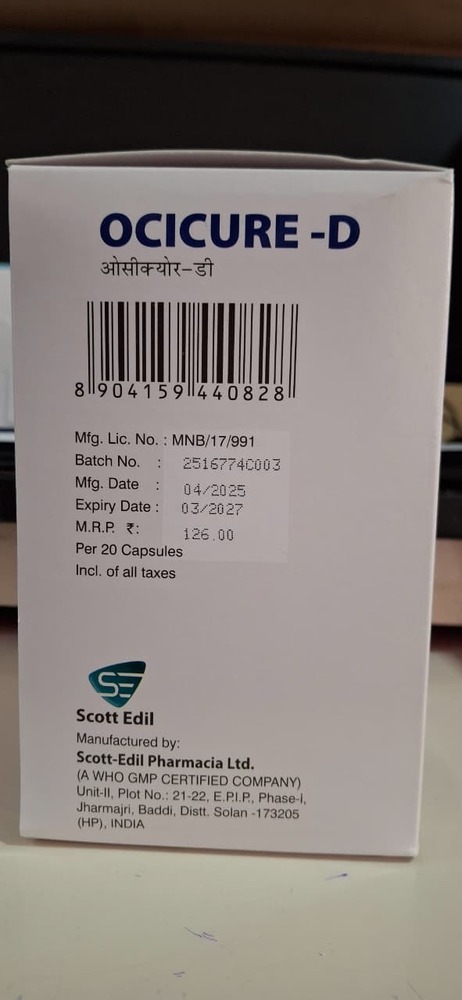 OCICURE -D
ओसीक्योर-डी
8 904159 440828
Mfg. Lic. No. : MNB/17/991
Batch No. : 2516774C003
Mfg. Date : 04/2025
Expiry Date : 03/2027
M.R.P. ₹: 126.00
Per 20 Capsules
Incl. of all taxes
SE
Scott Edil
Manufactured by:
Scott-Edil Pharmacia Ltd.
(A WHO GMP CERTIFIED COMPANY)
Unit-II, Plot No.: 21-22, E.P.I.P., Phase-I,
Jharmajri, Baddi, Distt. Solan -173205
(HP), INDIA